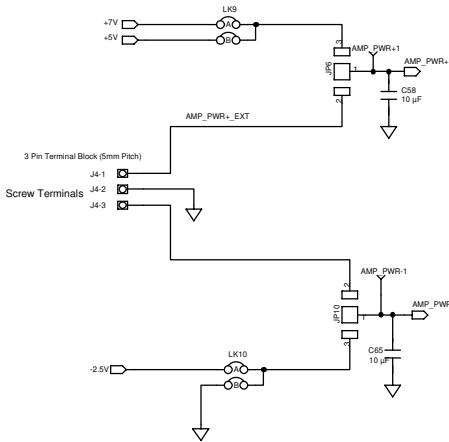 LK9
+7V
A
+5V
B
3
AMP_PWR+1
JP6
1
AMP_PWR+
C58
10 µF
2
AMP_PWR+_EXT
3 Pin Terminal Block (5mm Pitch)
J4-1
Screw Terminals
J4-2
J4-3
AMP_PWR-1
2
JP10
1
AMP_PWR
3
C65
10 µF
LK10
-2.5V
A
B